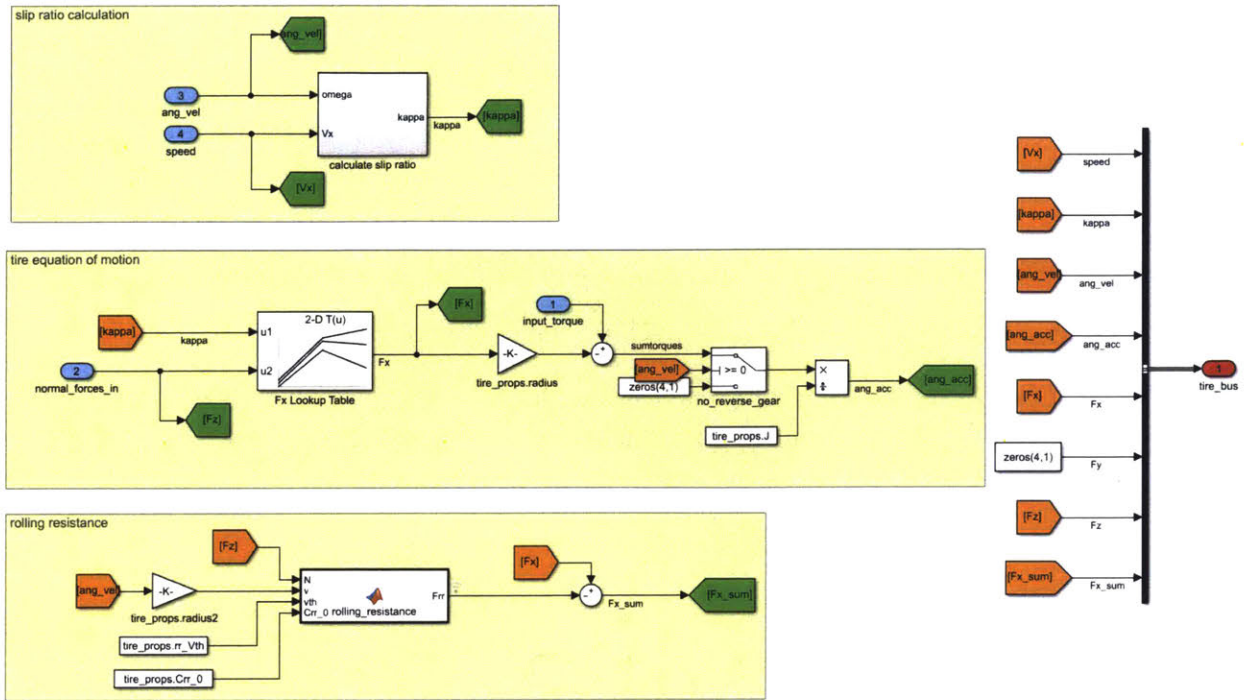 slip ratio calculation
[ang_vel]
3
ang_vel
omega
kappa
kappa
[kappa]
4
speed
Vx
calculate slip ratio
[Vx]
tire equation of motion
[kappa]
kappa
2-D T(u)
u1
u2
Fx
Fx Lookup Table
2
normal_forces_in
[Fz]
[Fx]
-K-
tire_props.radius
1
input_torque
-+
sumtorques
[ang_vel]
>= 0
zeros(4,1)
no_reverse_gear
×
÷
tire_props.J
ang_acc
[ang_acc]
rolling resistance
[Fz]
[ang_vel]
-K-
tire_props.radius2
N
v
vth
Crr_0
rolling_resistance
Frr
tire_props.rr_Vth
tire_props.Crr_0
[Fx]
-+
Fx_sum
[Fx_sum]
[Vx]
speed
[kappa]
kappa
[ang_vel]
ang_vel
[ang_acc]
ang_acc
[Fx]
Fx
zeros(4,1)
Fy
[Fz]
Fz
[Fx_sum]
Fx_sum
1
tire_bus